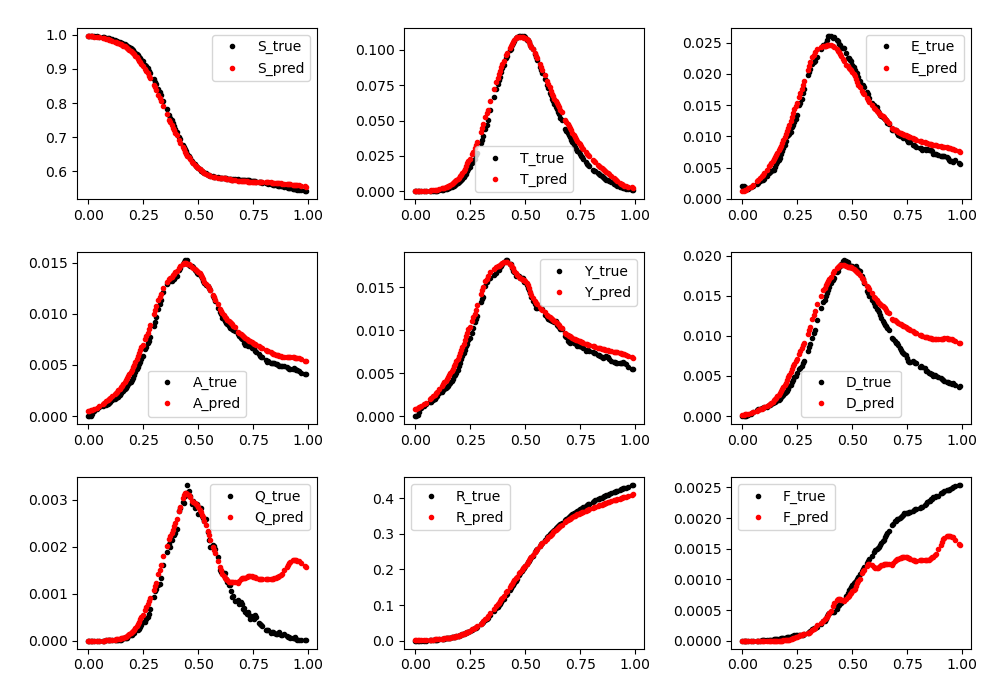 1.0
0.9
0.8
0.7
0.6
0.00 0.25 0.50 0.75 1.00
S_true
S_pred
0.100
0.075
0.050
0.025
0.000
0.00 0.25 0.50 0.75 1.00
T_true
T_pred
0.025
0.020
0.015
0.010
0.005
0.000
0.00 0.25 0.50 0.75 1.00
E_true
E_pred
0.015
0.010
0.005
0.000
0.00 0.25 0.50 0.75 1.00
A_true
A_pred
0.015
0.010
0.005
0.000
0.00 0.25 0.50 0.75 1.00
Y_true
Y_pred
0.020
0.015
0.010
0.005
0.000
0.00 0.25 0.50 0.75 1.00
D_true
D_pred
0.003
0.002
0.001
0.000
0.00 0.25 0.50 0.75 1.00
Q_true
Q_pred
0.4
0.3
0.2
0.1
0.0
0.00 0.25 0.50 0.75 1.00
R_true
R_pred
0.0025
0.0020
0.0015
0.0010
0.0005
0.0000
0.00 0.25 0.50 0.75 1.00
F_true
F_pred